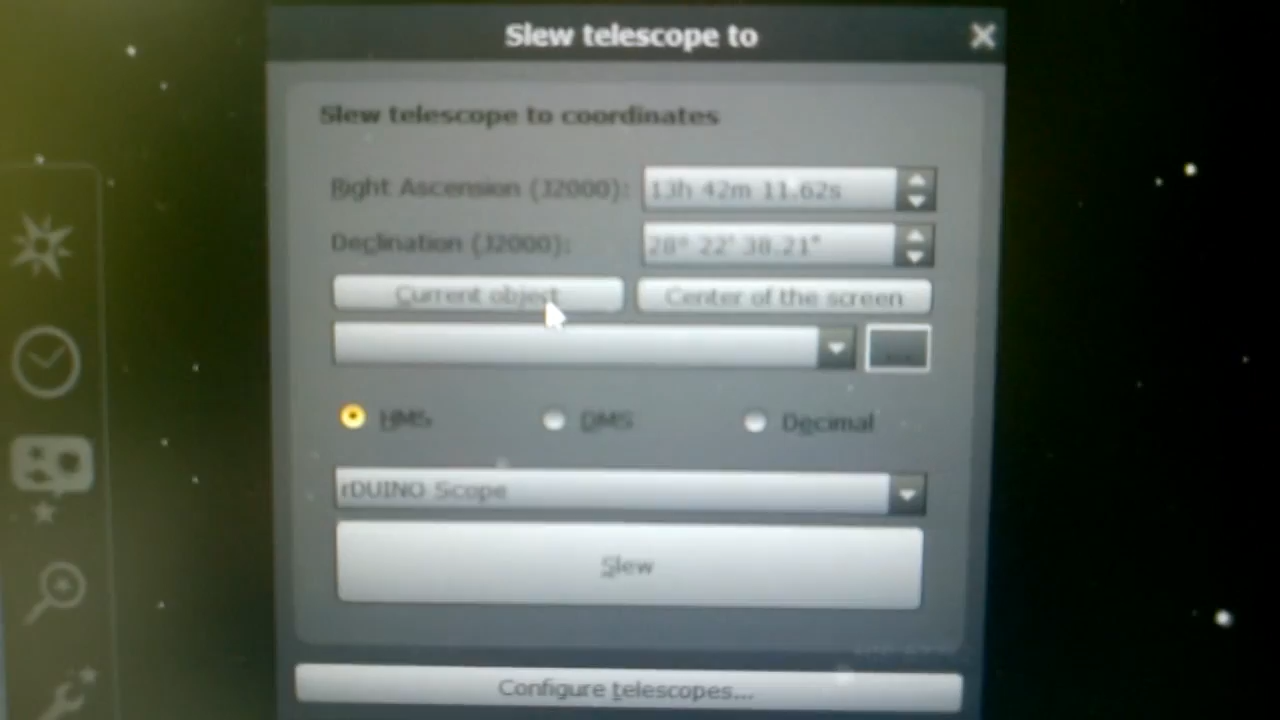 Slew telescope to
Slew telescope to coordinates
Right Ascension (J2000): 13h 42m 11.62s
Declination (J2000): 28° 22' 38.21"
Current object Center of the screen
...
HMS DMS Decimal
rDUINO Scope
Slew
Configure telescopes...